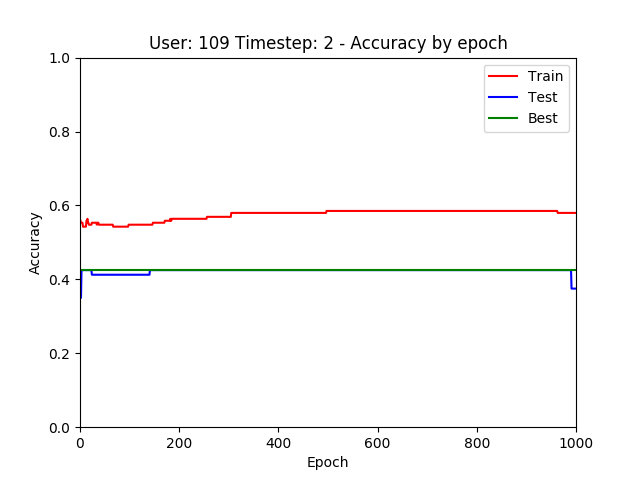 User: 109 Timestep: 2 - Accuracy by epoch
1.0
0.8
0.6
0.4
0.2
0.0
Accuracy
Train
Test
Best
0 200 400 600 800 1000
Epoch